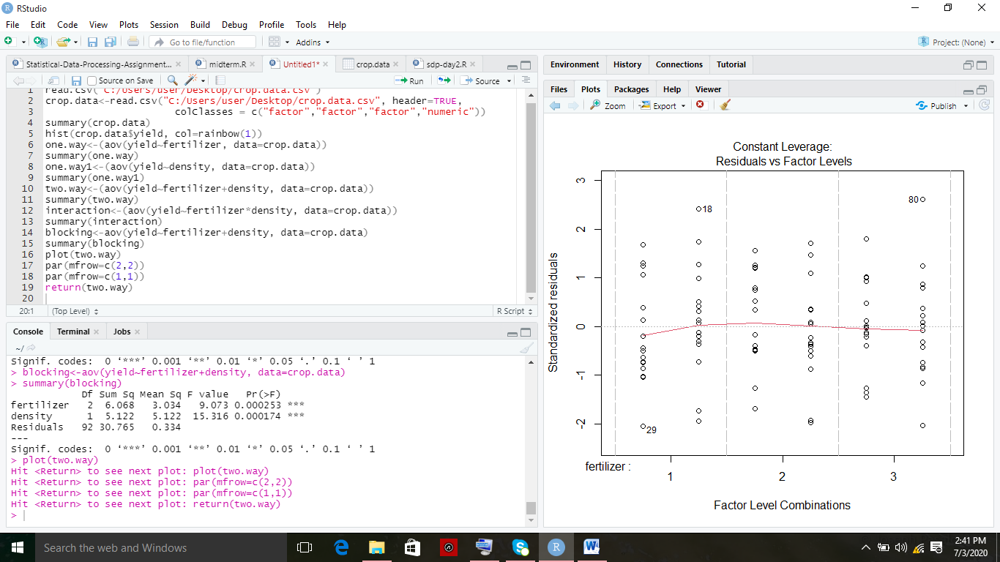 RStudio
File Edit Code View Plots Session Build Debug Profile Tools Help
Go to file/function
Addins
Project: (None)
Statistical-Data-Processing-Assignment...
midterm.R
Untitled1*
crop.data
sdp-day2.R
Source on Save
Run
Source
1 read.csv("C:/Users/user/Desktop/crop.data.csv")
2 crop.data<-read.csv("C:/Users/user/Desktop/crop.data.csv", header=TRUE,
3 colClasses = c("factor","factor","factor","numeric"))
4 summary(crop.data)
5 hist(crop.data$yield, col=rainbow(1))
6 one.way<-(aov(yield~fertilizer, data=crop.data))
7 summary(one.way)
8 one.way1<-(aov(yield~density, data=crop.data))
9 summary(one.way1)
10 two.way<-(aov(yield~fertilizer+density, data=crop.data))
11 summary(two.way)
12 interaction<-(aov(yield~fertilizer*density, data=crop.data))
13 summary(interaction)
14 blocking<-aov(yield~fertilizer+density, data=crop.data)
15 summary(blocking)
16 plot(two.way)
17 par(mfrow=c(2,2))
18 par(mfrow=c(1,1))
19 return(two.way)
20
20:1 (Top Level) R Script
Console Terminal Jobs
~/
Signif. codes: 0 ‘***’ 0.001 ‘**’ 0.01 ‘*’ 0.05 ‘.’ 0.1 ‘ ’ 1
> blocking<-aov(yield~fertilizer+density, data=crop.data)
> summary(blocking)
Df Sum Sq Mean Sq F value Pr(>F)
fertilizer 2 6.068 3.034 9.073 0.000253 ***
density 1 5.122 5.122 15.316 0.000174 ***
Residuals 92 30.765 0.334
---
Signif. codes: 0 ‘***’ 0.001 ‘**’ 0.01 ‘*’ 0.05 ‘.’ 0.1 ‘ ’ 1
> plot(two.way)
Hit <Return> to see next plot: plot(two.way)
Hit <Return> to see next plot: par(mfrow=c(2,2))
Hit <Return> to see next plot: par(mfrow=c(1,1))
Hit <Return> to see next plot: return(two.way)
>
Environment History Connections Tutorial
Files Plots Packages Help Viewer
Zoom Export Publish
Constant Leverage:
Residuals vs Factor Levels
Standardized residuals
3
2
1
0
-1
-2
18
80
29
fertilizer :
1 2 3
Factor Level Combinations
Search the web and Windows
2:41 PM
7/3/2020